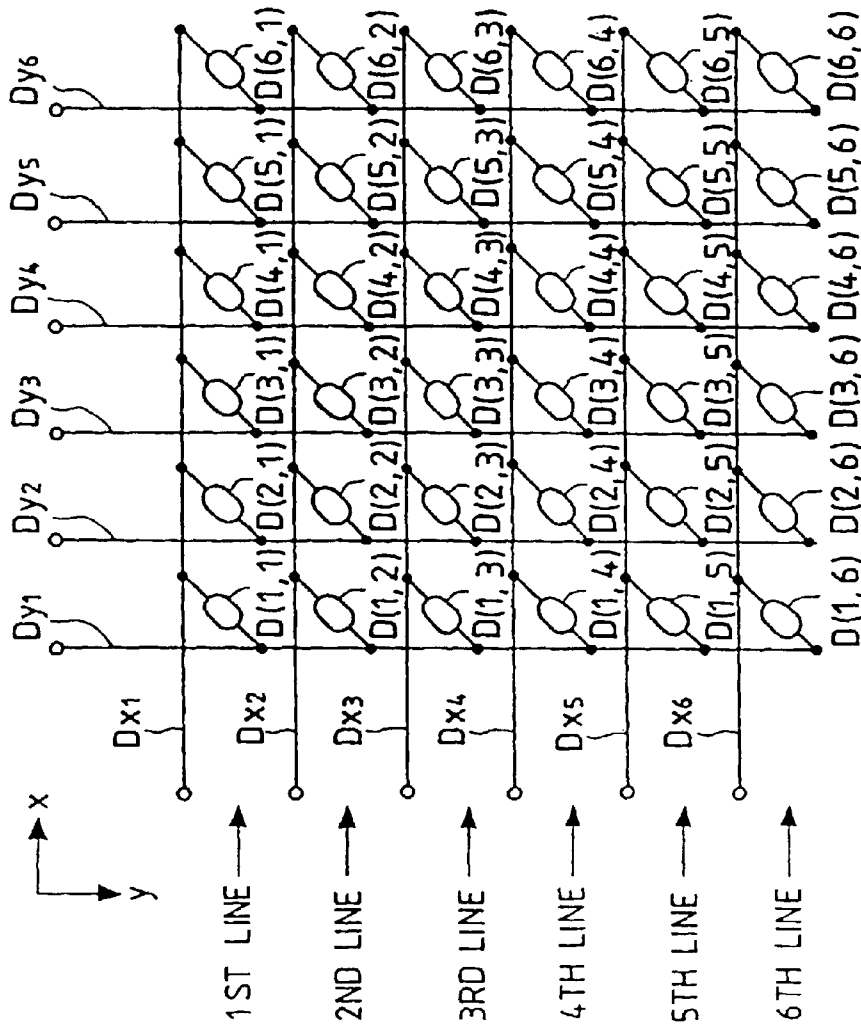 Dy1 Dy2 Dy3 Dy4 Dy5 Dy6
x
y
Dx1
1ST LINE
D(1,1) D(2,1) D(3,1) D(4,1) D(5,1) D(6,1)
Dx2
2ND LINE
D(1,2) D(2,2) D(3,2) D(4,2) D(5,2) D(6,2)
Dx3
3RD LINE
D(1,3) D(2,3) D(3,3) D(4,3) D(5,3) D(6,3)
Dx4
4TH LINE
D(1,4) D(2,4) D(3,4) D(4,4) D(5,4) D(6,4)
Dx5
5TH LINE
D(1,5) D(2,5) D(3,5) D(4,5) D(5,5) D(6,5)
Dx6
6TH LINE
D(1,6) D(2,6) D(3,6) D(4,6) D(5,6) D(6,6)